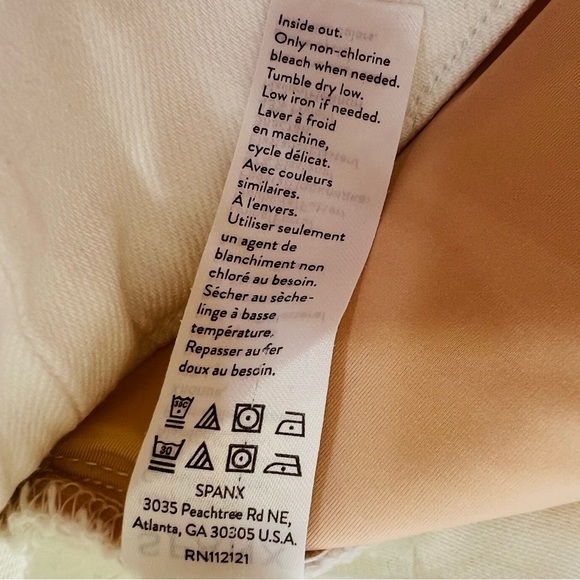 Inside out.
Only non-chlorine
bleach when needed.
Tumble dry low.
Low iron if needed.
Laver à froid
en machine,
cycle délicat.
Avec couleurs
similaires.
À l'envers.
Utiliser seulement
un agent de
blanchiment non
chloré au besoin.
Sécher au sèche-
linge à basse
température.
Repasser au fer
doux au besoin.
30
SPANX
3035 Peachtree Rd NE,
Atlanta, GA 30305 U.S.A.
RN112121